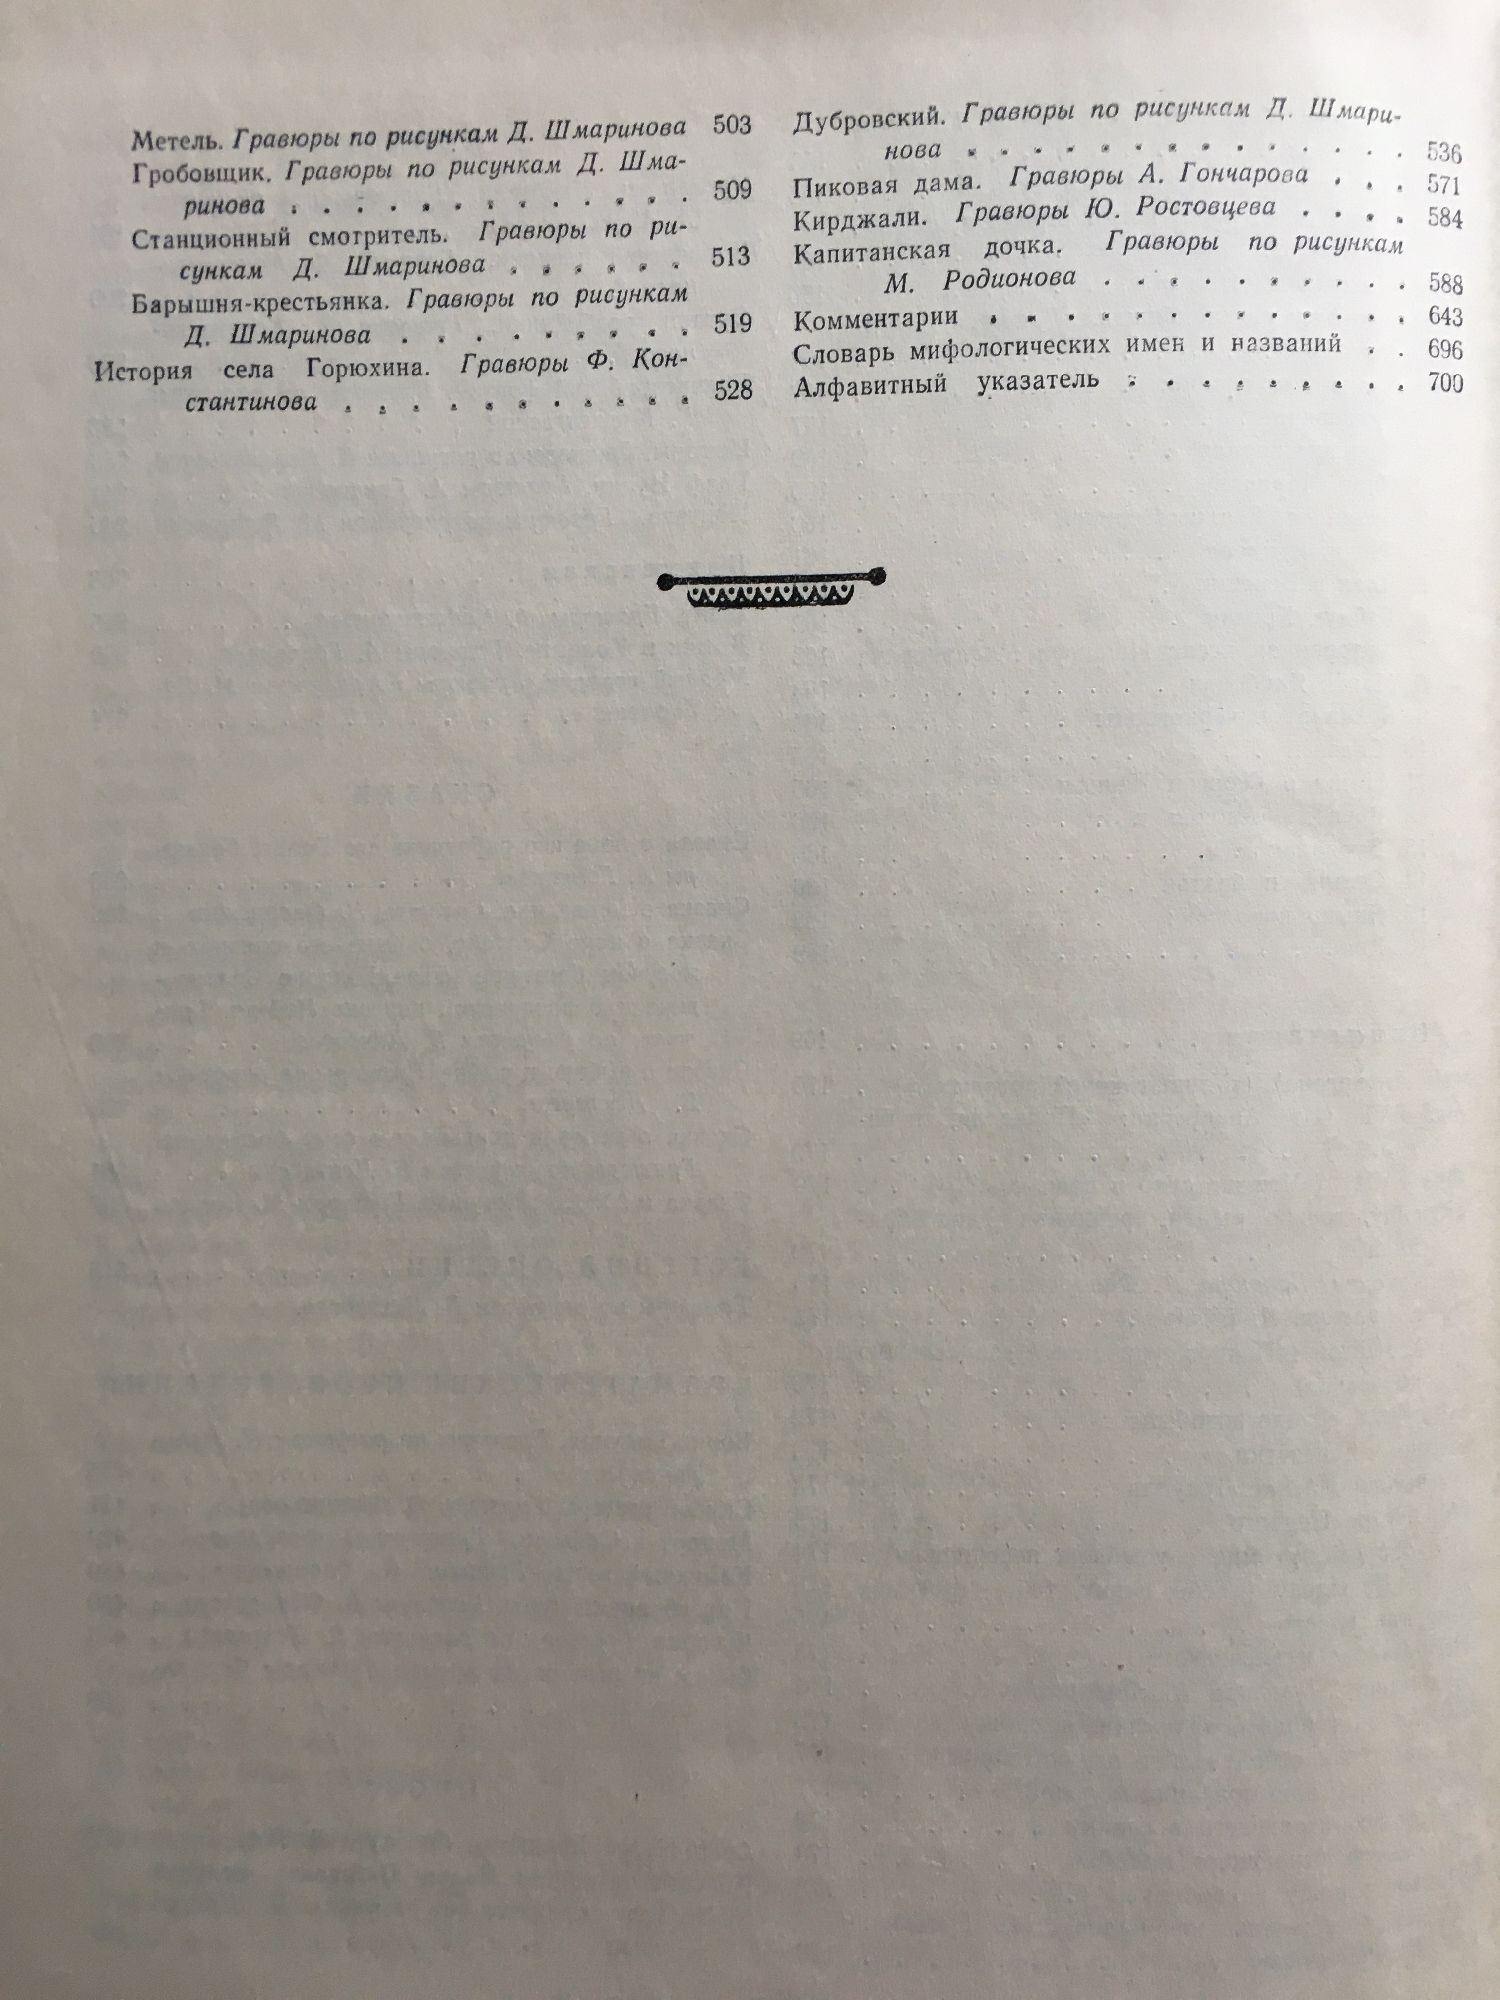 Метель. Гравюры по рисункам Д. Шмаринова 503
Гробовщик. Гравюры по рисункам Д. Шма-
ринова . . . . . . . . . . . . . 509
Станционный смотритель. Гравюры по ри-
сункам Д. Шмаринова . . . . . . 513
Барышня-крестьянка. Гравюры по рисункам
Д. Шмаринова . . . . . . . . . 519
История села Горюхина. Гравюры Ф. Кон-
стантинова . . . . . . . . . . . 528
Дубровский. Гравюры по рисункам Д. Шмари-
нова . . . . . . . . . . . . . . 536
Пиковая дама. Гравюры А. Гончарова . . . 571
Кирджали. Гравюры Ю. Ростовцева . . . . 584
Капитанская дочка. Гравюры по рисункам
М. Родионова . . . . . . . . . . 588
Комментарии . . . . . . . . . . . . 643
Словарь мифологических имен и названий . . 696
Алфавитный указатель . . . . . . . . 700